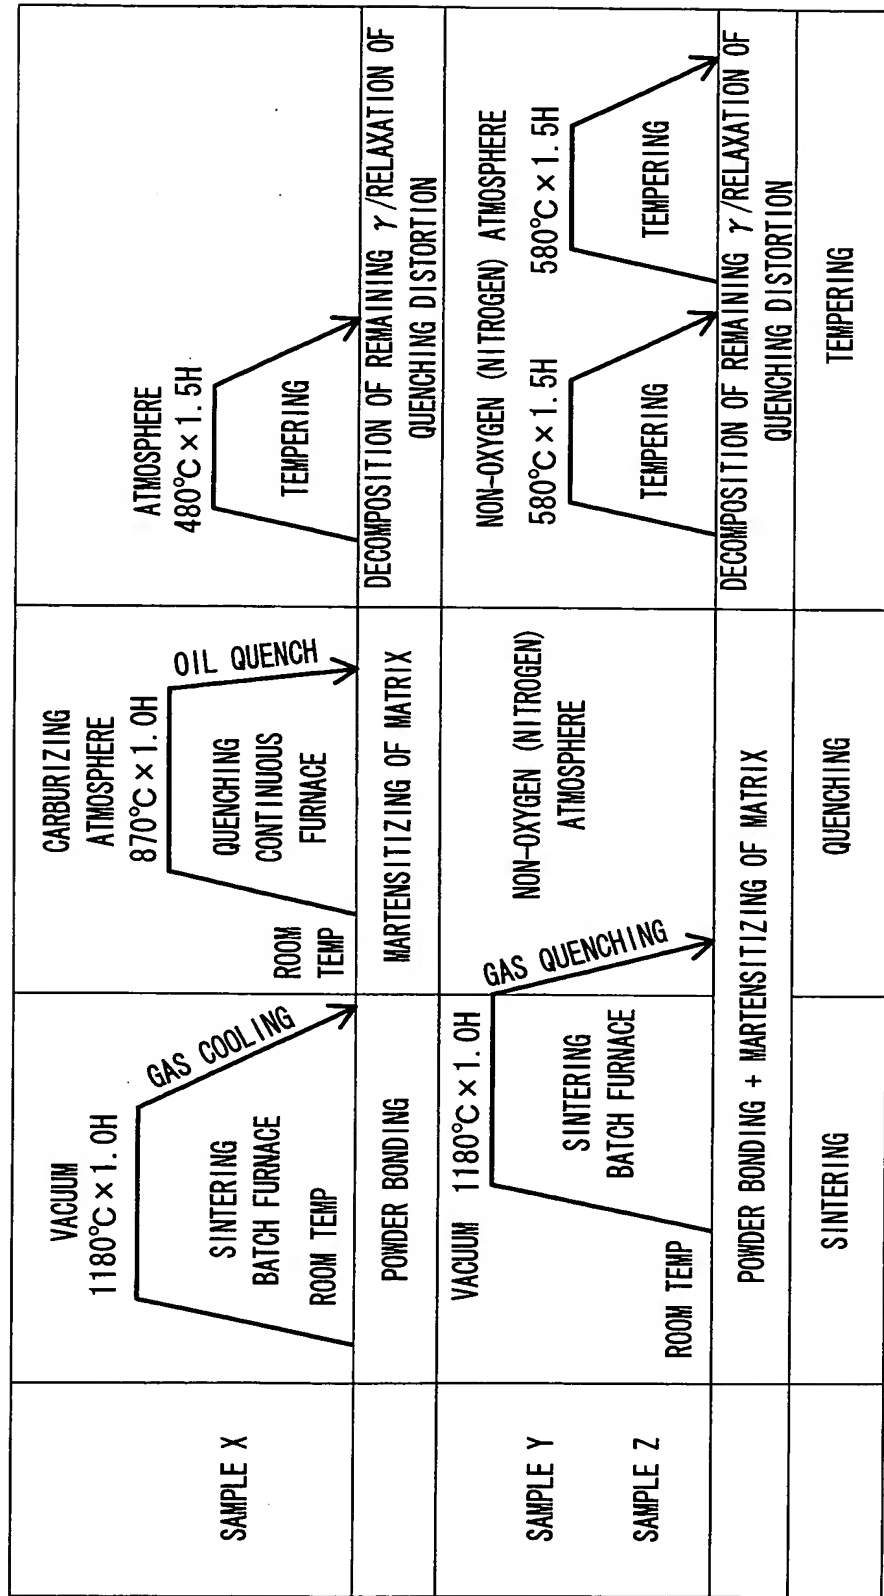 SAMPLE X
VACUUM
1180℃×1.0H
SINTERING
BATCH FURNACE
ROOM TEMP
GAS COOLING
POWDER BONDING
CARBURIZING
ATMOSPHERE
870℃×1.0H
QUENCHING
CONTINUOUS
FURNACE
ROOM
TEMP
OIL QUENCH
MARTENSITIZING OF MATRIX
ATMOSPHERE
480℃×1.5H
TEMPERING
DECOMPOSITION OF REMAINING γ/RELAXATION OF
QUENCHING DISTORTION
SAMPLE Y
SAMPLE Z
VACUUM 1180℃×1.0H
SINTERING
BATCH FURNACE
ROOM TEMP
GAS QUENCHING
NON-OXYGEN (NITROGEN)
ATMOSPHERE
POWDER BONDING + MARTENSITIZING OF MATRIX
NON-OXYGEN (NITROGEN) ATMOSPHERE
580℃×1.5H
580℃×1.5H
TEMPERING
TEMPERING
DECOMPOSITION OF REMAINING γ/RELAXATION OF
QUENCHING DISTORTION
SINTERING
QUENCHING
TEMPERING